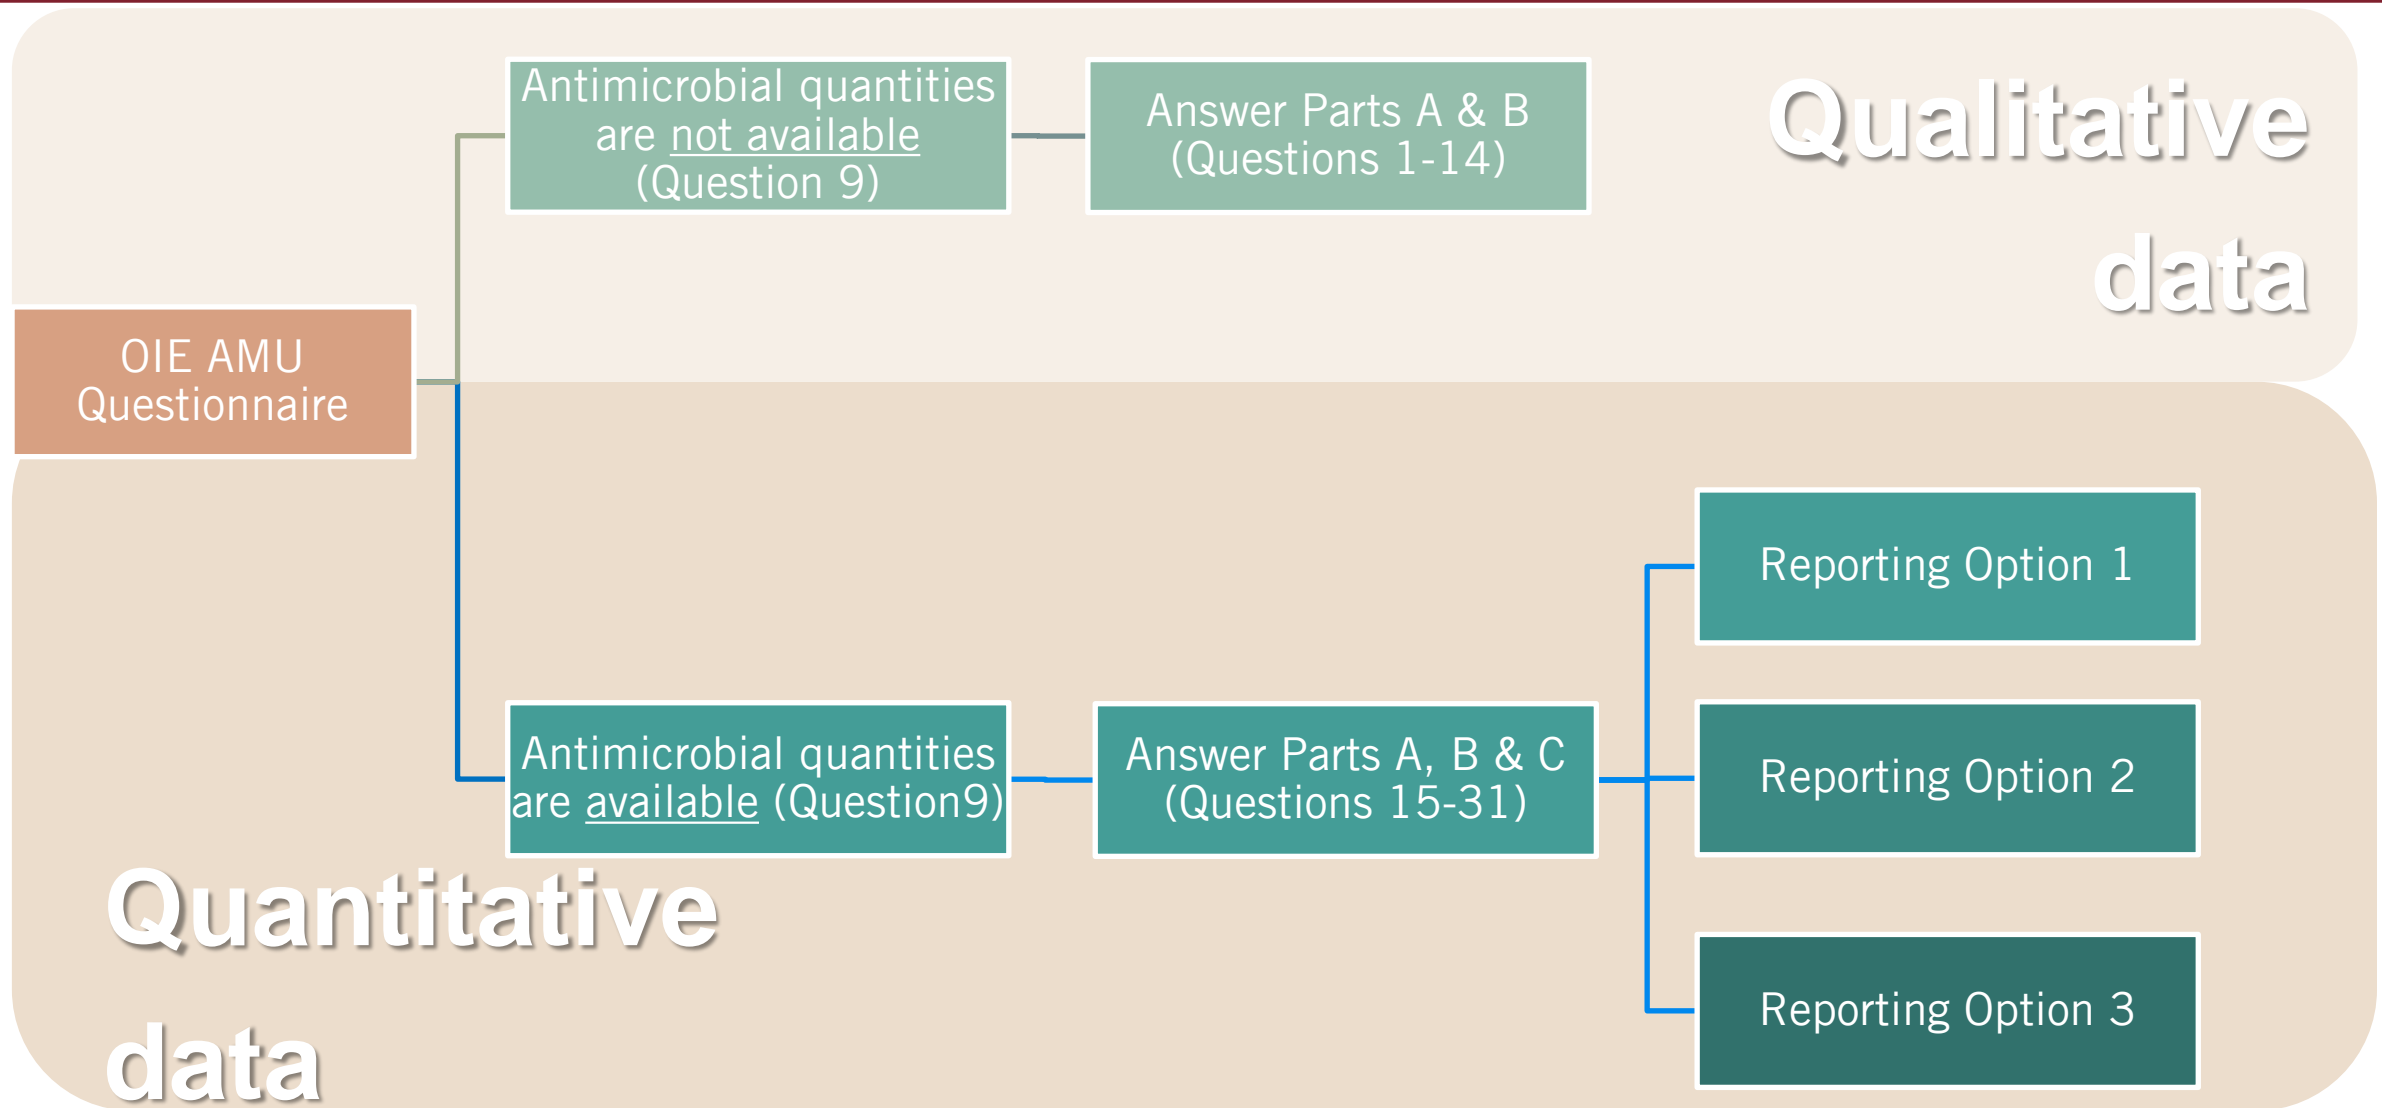 Antimicrobial quantities
are not available
(Question 9)
Answer Parts A & B
(Questions 1-14)
Qualitative
data
OIE AMU
Questionnaire
Reporting Option 1
Antimicrobial quantities
are available (Question9)
Answer Parts A, B & C
(Questions 15-31)
Reporting Option 2
Quantitative
data
Reporting Option 3